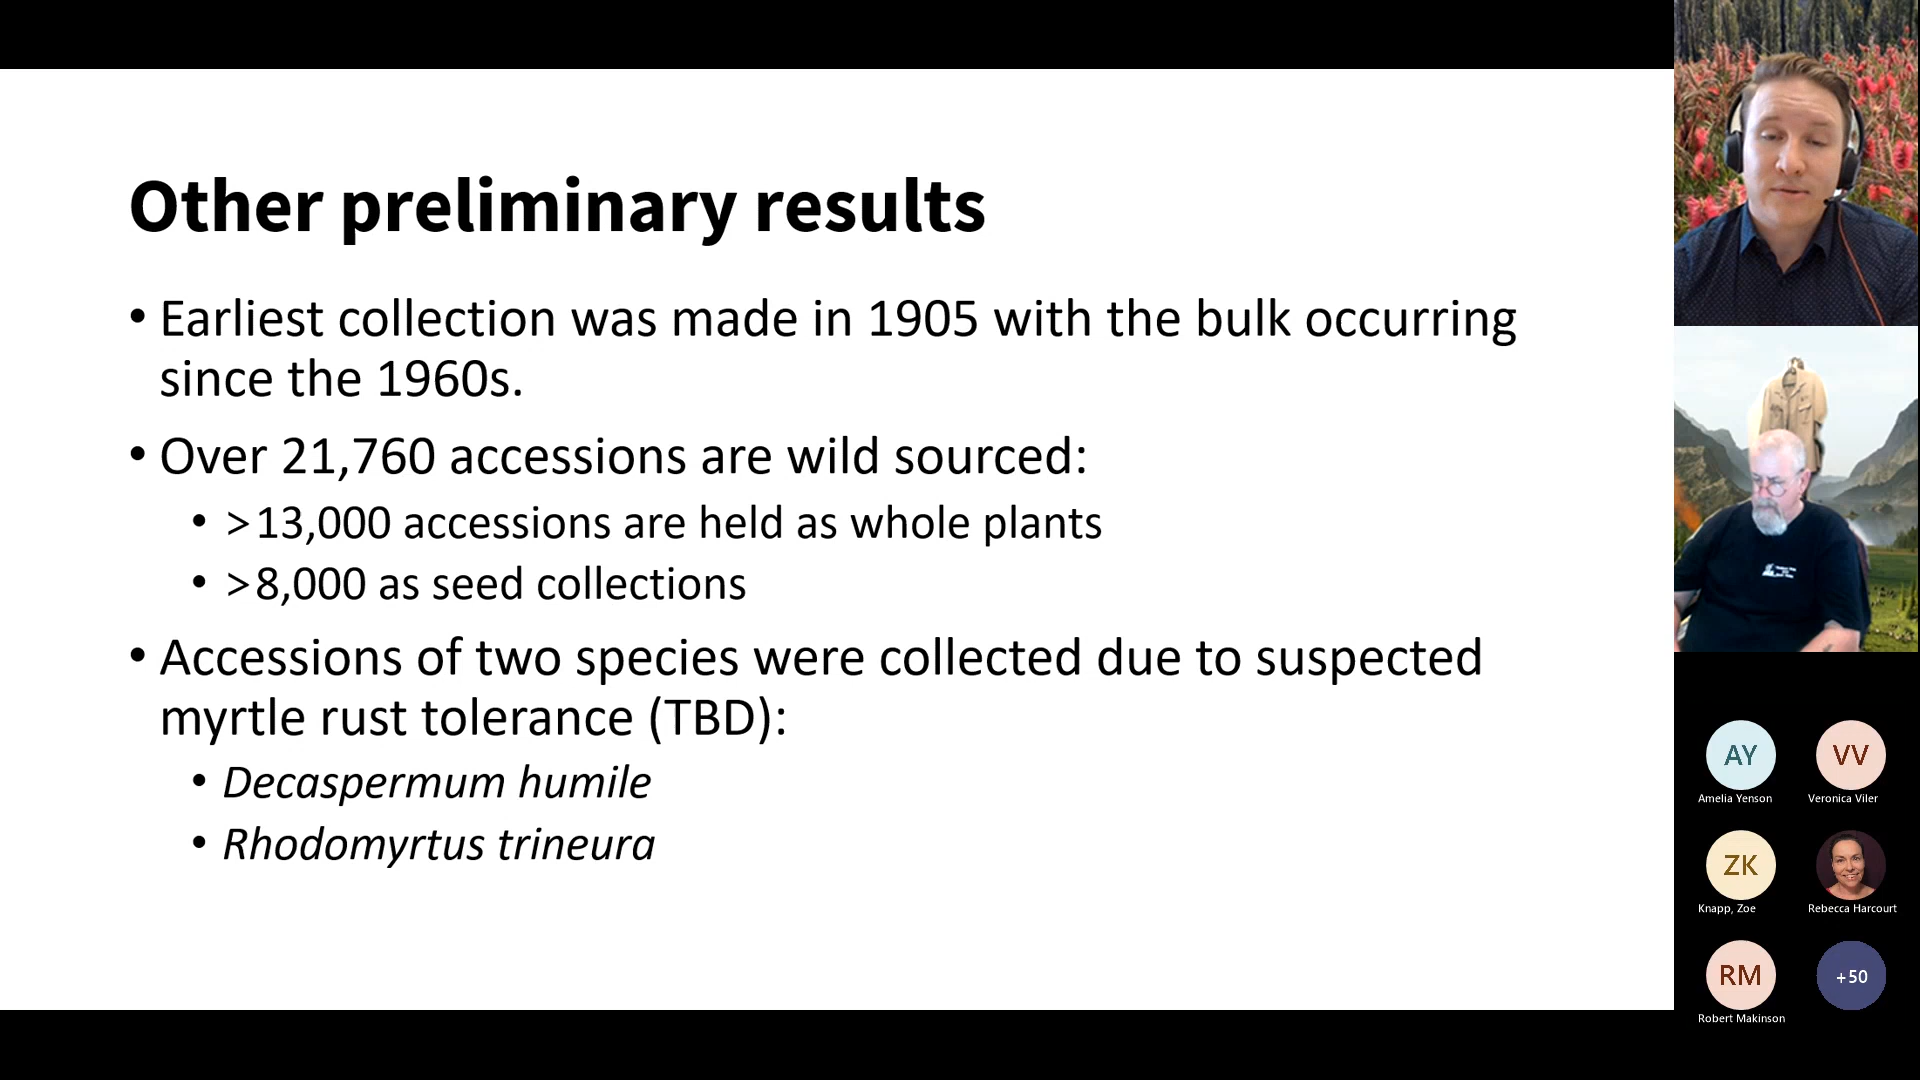 Other preliminary results
• Earliest collection was made in 1905 with the bulk occurring
since the 1960s.
• Over 21,760 accessions are wild sourced:
• >13,000 accessions are held as whole plants
• >8,000 as seed collections
• Accessions of two species were collected due to suspected
myrtle rust tolerance (TBD):
• Decaspermum humile
• Rhodomyrtus trineura
AY
VV
Amelia Yenson
Veronica Viler
ZK
Knapp, Zoe
Rebecca Harcourt
RM
+50
Robert Makinson